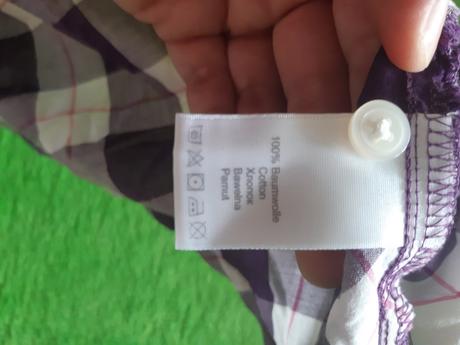 100% Baumwolle
Cotton
Хлопок
Bawełna
Pamut